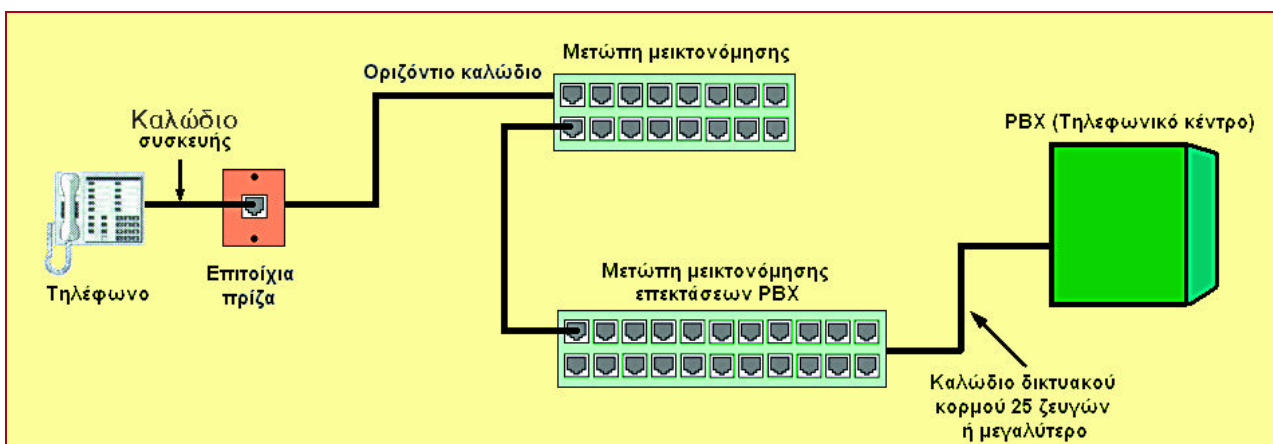 Μετώπη μεικτονόμησης
Οριζόντιο καλώδιο
Καλώδιο
συσκευής
PBX (Τηλεφωνικό κέντρο)
Τηλέφωνο
Επιτοίχια
πρίζα
Μετώπη μεικτονόμησης
επεκτάσεων PBX
Καλώδιο δικτυακού
κορμού 25 ζευγών
ή μεγαλύτερο